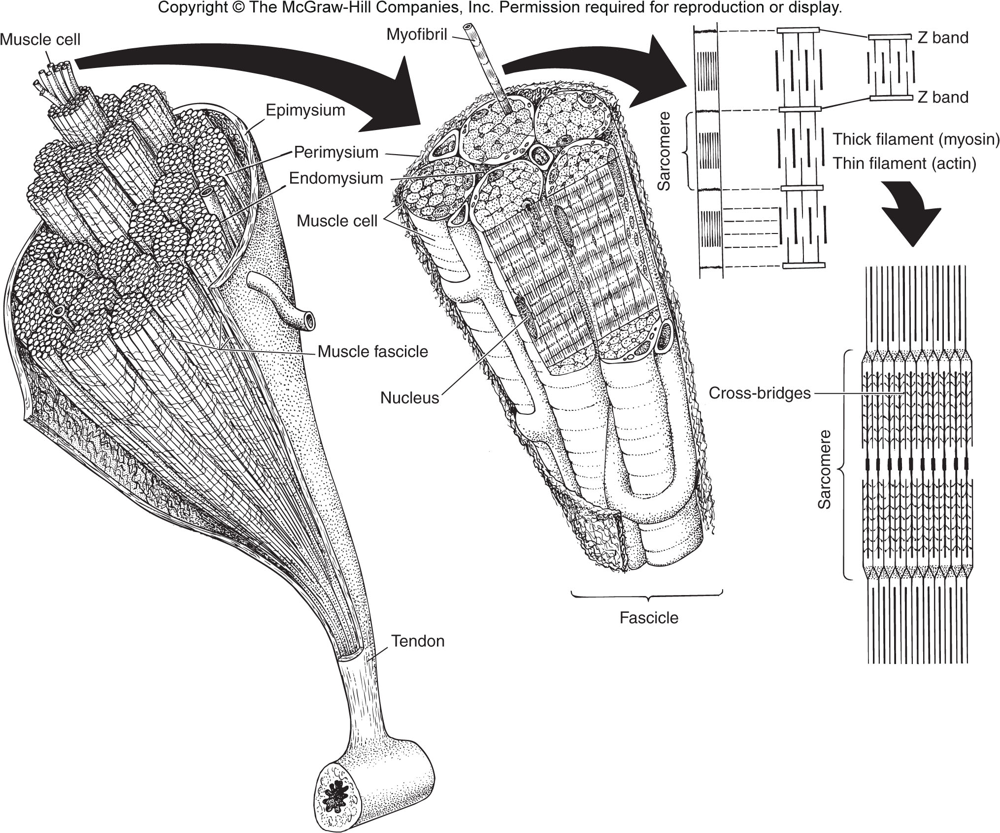 Copyright © The McGraw-Hill Companies, Inc. Permission required for reproduction or display.
Muscle cell
Epimysium
Perimysium
Endomysium
Muscle cell
Muscle fascicle
Nucleus
Tendon
Myofibril
Fascicle
Sarcomere
Z band
Z band
Thick filament (myosin)
Thin filament (actin)
Cross-bridges
Sarcomere